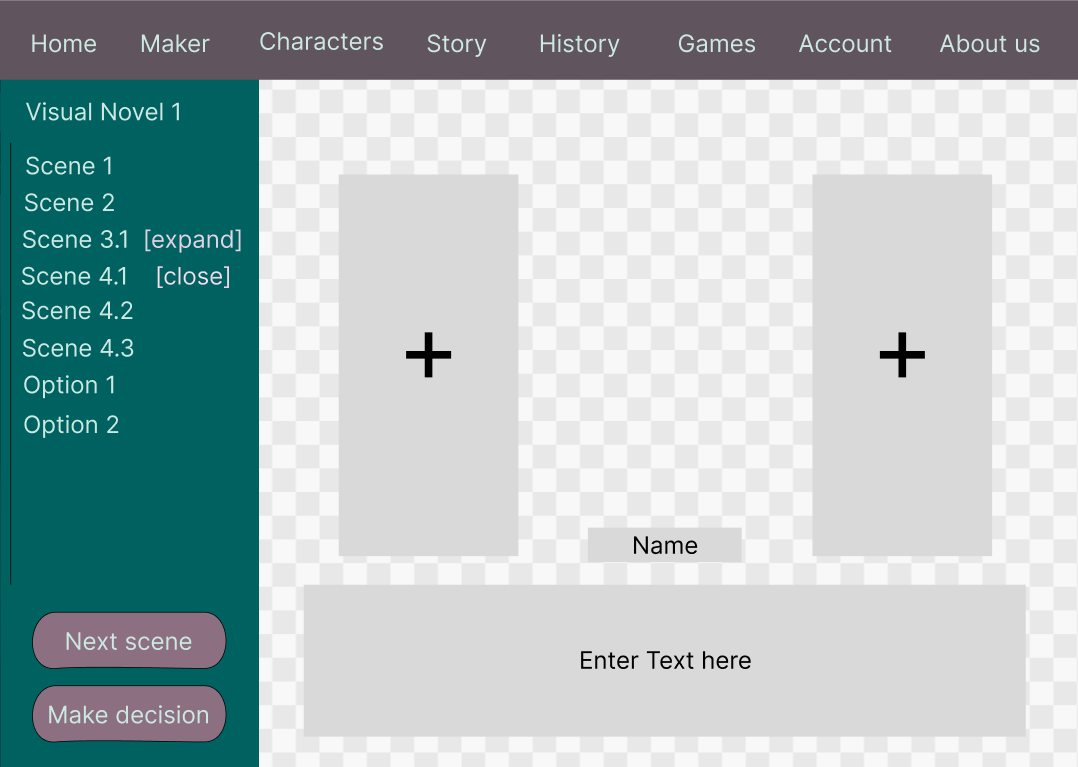 Home Maker Characters Story History Games Account About us
Visual Novel 1
Scene 1
Scene 2
Scene 3.1 [expand]
Scene 4.1 [close]
Scene 4.2
Scene 4.3
Option 1
Option 2
Next scene
Make decision
Name
Enter Text here